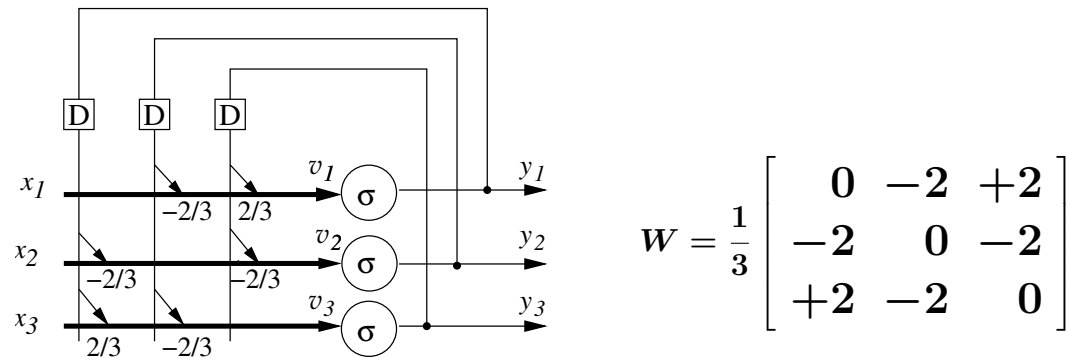 D D D
x1 v1 σ y1
−2/3 2/3
x2 v2 σ y2
−2/3 −2/3
x3 v3 σ y3
2/3 −2/3
W = 1/3 [ 0 −2 +2
−2 0 −2
+2 −2 0 ]